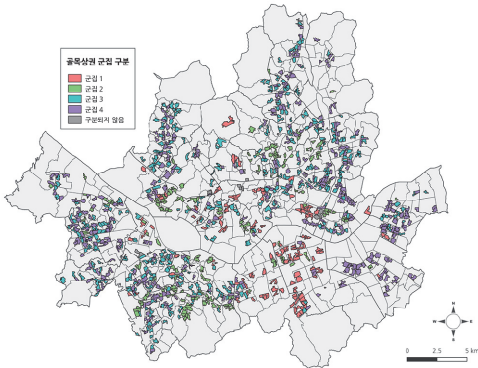 골목상권 군집 구분
군집 1
군집 2
군집 3
군집 4
구분되지 않음
N
W
E
S
0 2.5 5 km